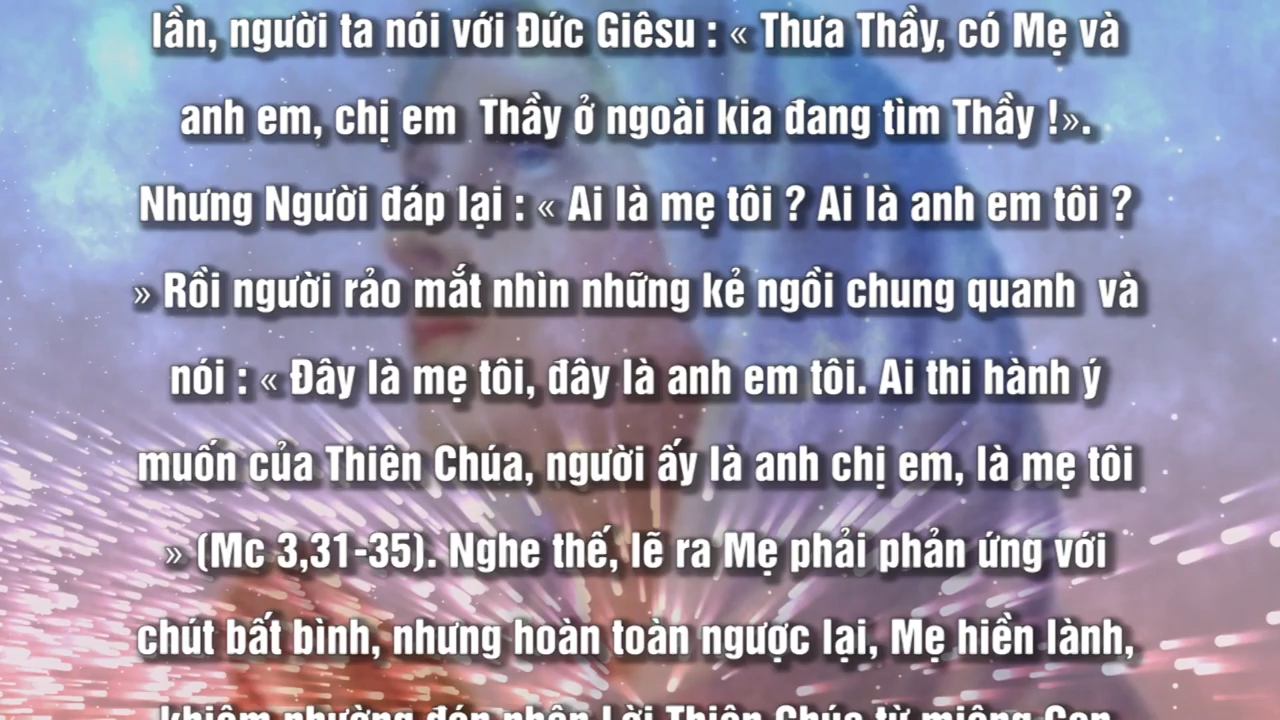 lần, người ta nói với Đức Giêsu : « Thưa Thầy, có Mẹ và
anh em, chị em Thầy ở ngoài kia đang tìm Thầy !».
Nhưng Người đáp lại : « Ai là mẹ tôi ? Ai là anh em tôi ?
» Rồi người rảo mắt nhìn những kẻ ngồi chung quanh và
nói : « Đây là mẹ tôi, đây là anh em tôi. Ai thi hành ý
muốn của Thiên Chúa, người ấy là anh chị em, là mẹ tôi
» (Mc 3,31-35). Nghe thế, lẽ ra Mẹ phải phản ứng với
chút bất bình, nhưng hoàn toàn ngược lại, Mẹ hiền lành,
khiêm nhường đón nhận Lời Thiên Chúa từ miệng Con